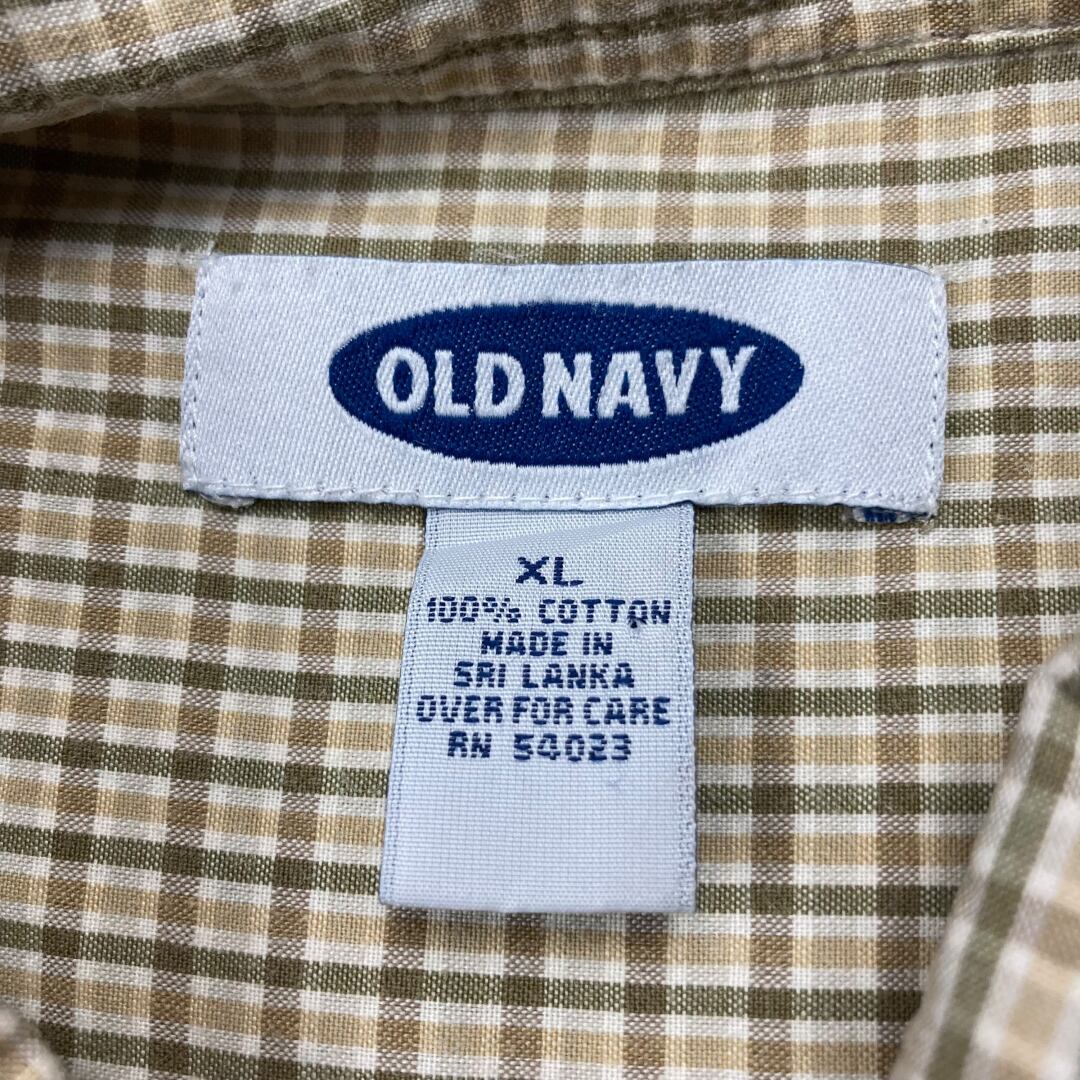 OLD NAVY
XL
100% COTTON
MADE IN
SRI LANKA
OVER FOR CARE
RN 54023